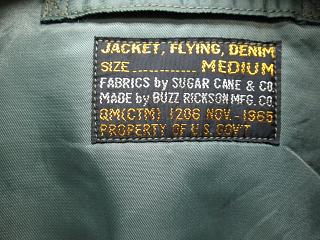 JACKET, FLYING, DENIM
SIZE MEDIUM
FABRICS by SUGAR CANE & CO.
MADE by BUZZ RICKSON MFG. CO.
QM(CTM) 1206 NOV.-1965
PROPERTY OF U.S. GOV'T